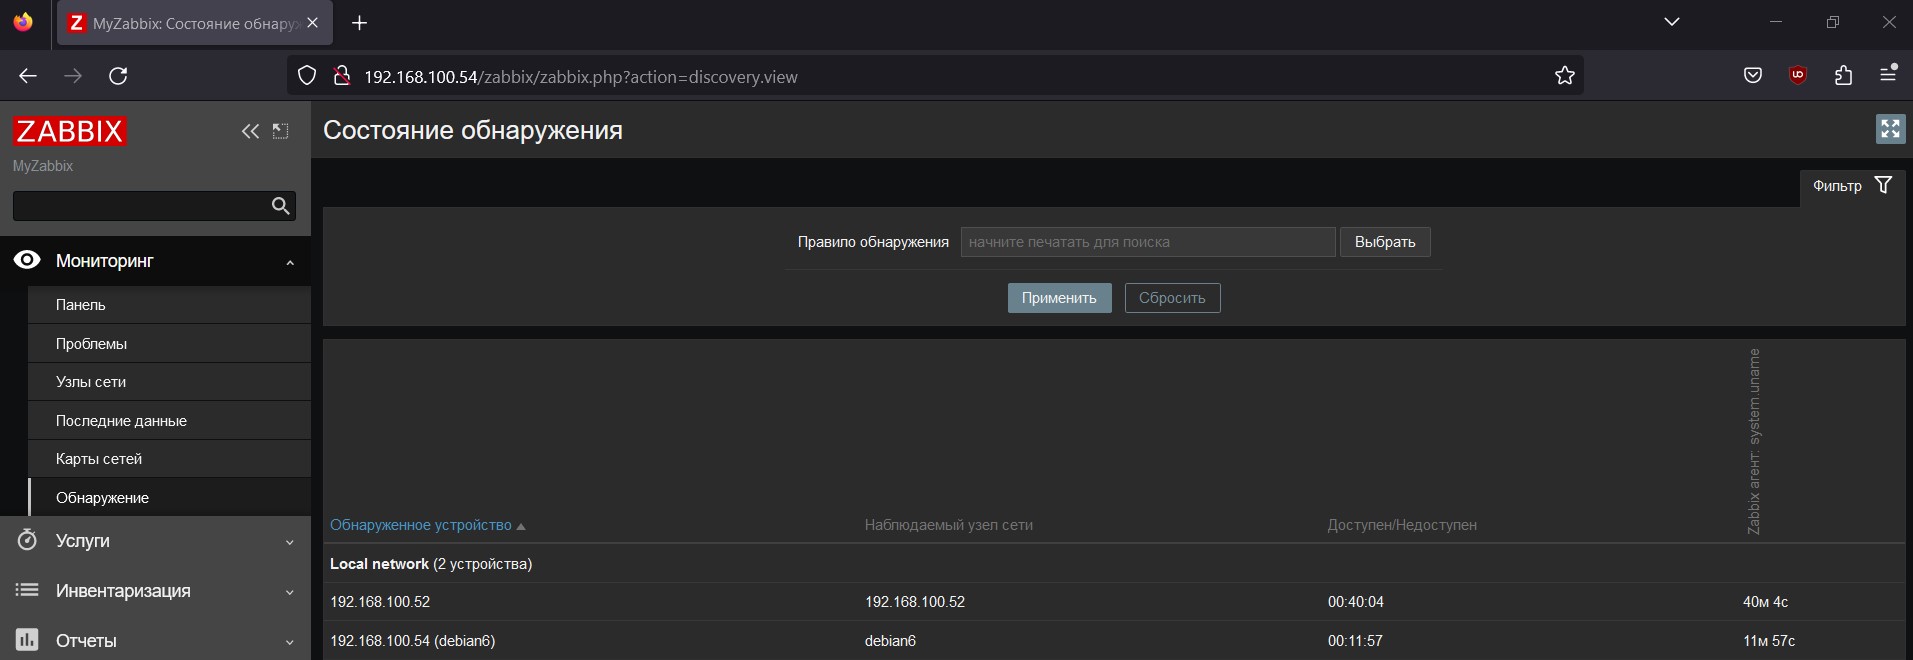 MyZabbix: Состояние обнаруж
192.168.100.54/zabbix/zabbix.php?action=discovery.view
ZABBIX
MyZabbix
Состояние обнаружения
Фильтр
Правило обнаружения начните печатать для поиска Выбрать
Применить Сбросить
Мониторинг
Панель
Проблемы
Узлы сети
Последние данные
Карты сетей
Обнаружение
Услуги
Инвентаризация
Отчеты
Обнаруженное устройство Наблюдаемый узел сети Доступен/Недоступен Zabbix агент: system.uname
Local network (2 устройства)
192.168.100.52 192.168.100.52 00:40:04 40м 4с
192.168.100.54 (debian6) debian6 00:11:57 11м 57с